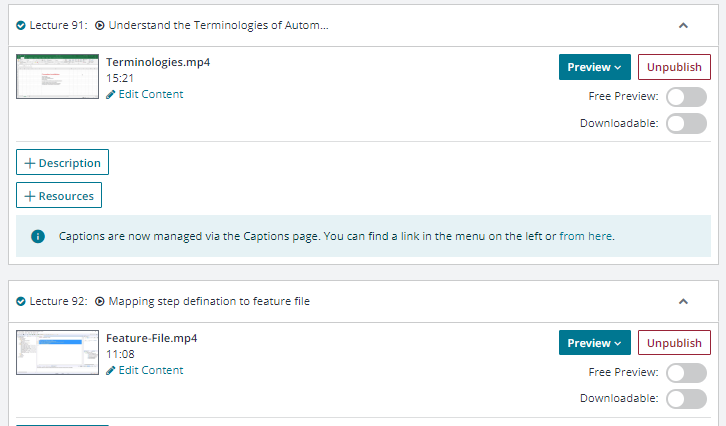 Lecture 91: Understand the Terminologies of Autom...
Terminologies.mp4
Preview
Unpublish
15:21
Edit Content
Free Preview:
Downloadable:
+ Description
+ Resources
Captions are now managed via the Captions page. You can find a link in the menu on the left or from here.
Lecture 92: Mapping step defination to feature file
Feature-File.mp4
Preview
Unpublish
11:08
Edit Content
Free Preview:
Downloadable: